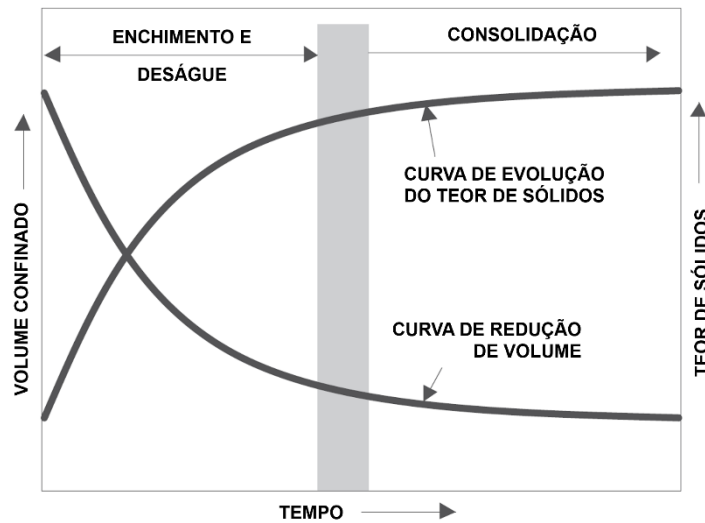 ENCHIMENTO E
DESÁGUE
CONSOLIDAÇÃO
VOLUME CONFINADO
CURVA DE EVOLUÇÃO
DO TEOR DE SÓLIDOS
CURVA DE REDUÇÃO
DE VOLUME
TEOR DE SÓLIDOS
TEMPO